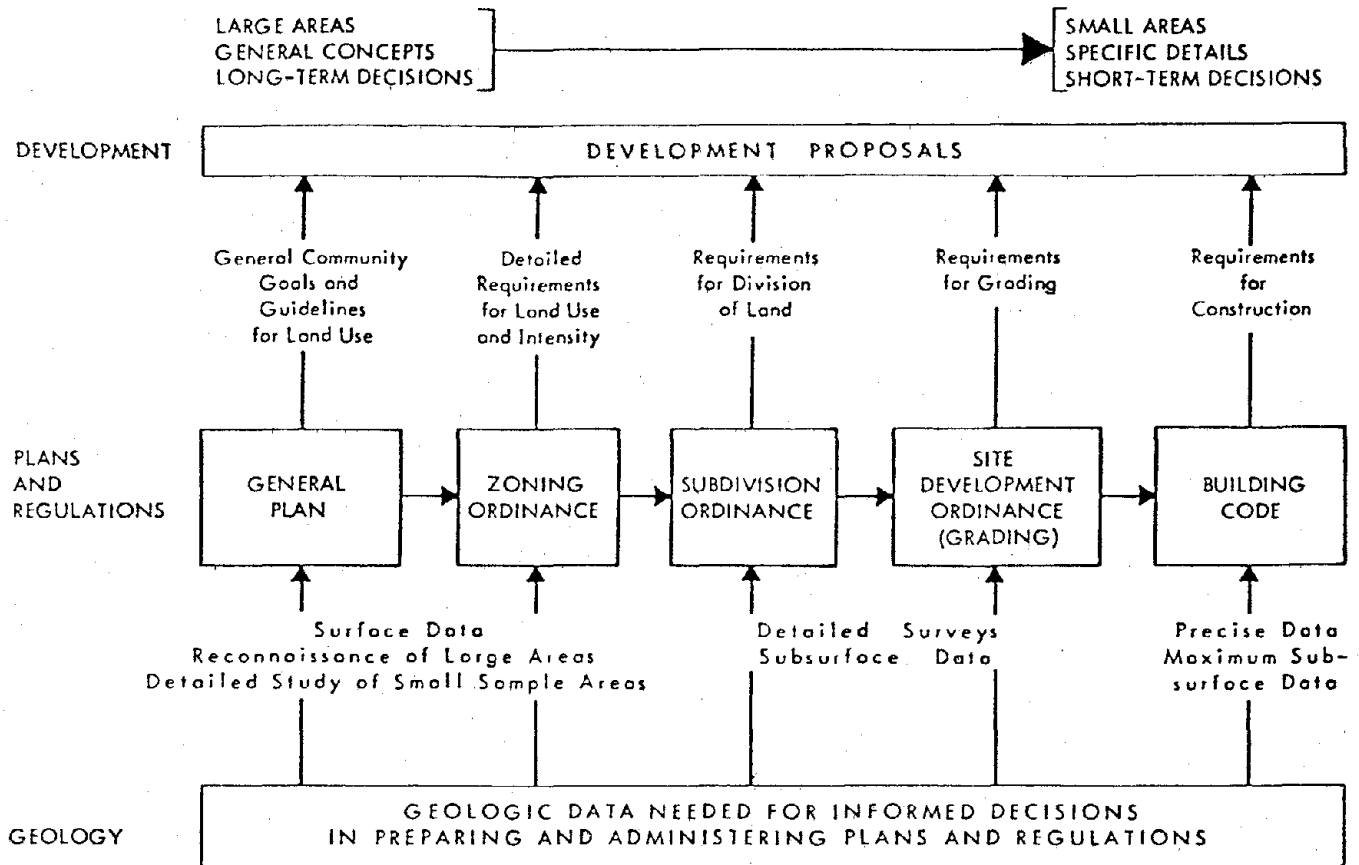 LARGE AREAS
GENERAL CONCEPTS
LONG-TERM DECISIONS
SMALL AREAS
SPECIFIC DETAILS
SHORT-TERM DECISIONS
DEVELOPMENT
DEVELOPMENT PROPOSALS
General Community
Goals and
Guidelines
for Land Use
Detailed
Requirements
for Land Use
and Intensity
Requirements
for Division
of Land
Requirements
for Grading
Requirements
for
Construction
PLANS
AND
REGULATIONS
GENERAL
PLAN
ZONING
ORDINANCE
SUBDIVISION
ORDINANCE
SITE
DEVELOPMENT
ORDINANCE
(GRADING)
BUILDING
CODE
Surface Data
Reconnaissance of Large Areas
Detailed Study of Small Sample Areas
Detailed Surveys
Subsurface Data
Precise Data
Maximum Sub-
surface Data
GEOLOGY
GEOLOGIC DATA NEEDED FOR INFORMED DECISIONS
IN PREPARING AND ADMINISTERING PLANS AND REGULATIONS